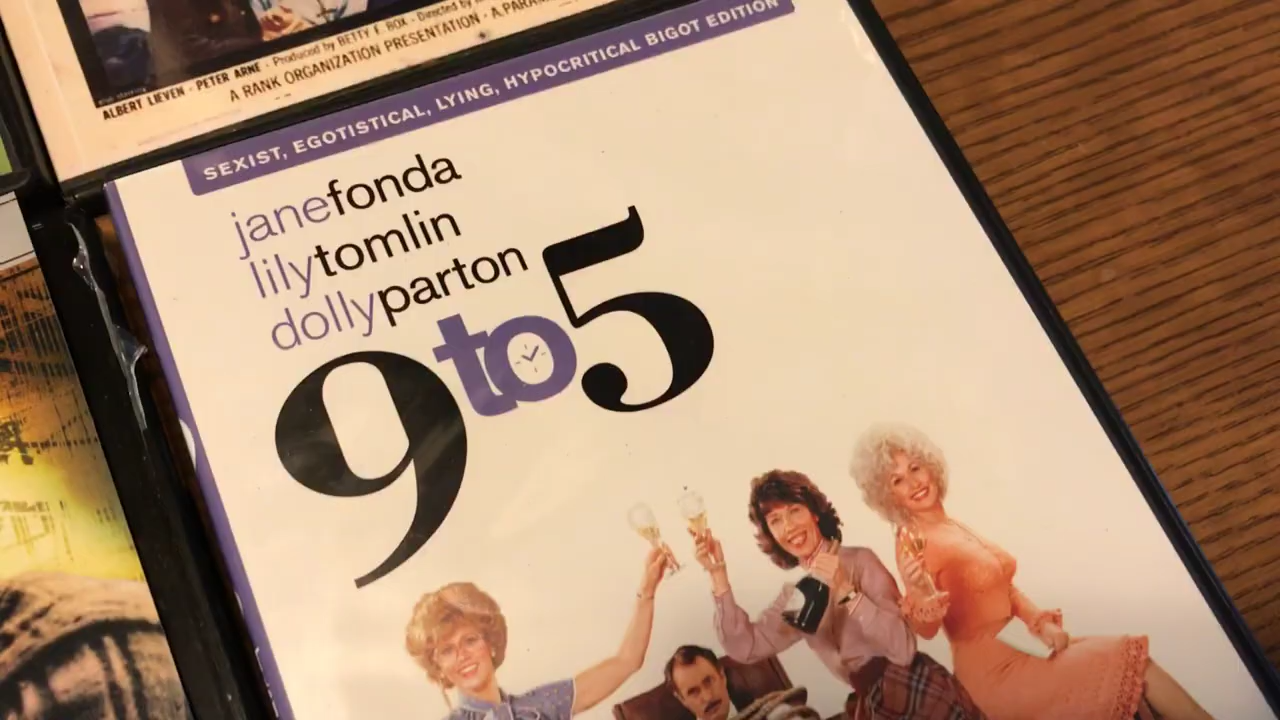 Produced by BETTY E. BOX · Directed by
ALBERT LIEVEN · PETER ARNE
A RANK ORGANIZATION PRESENTATION · A
SEXIST, EGOTISTICAL, LYING, HYPOCRITICAL BIGOT EDITION
janefonda
lilytomlin
dollyparton
9to5